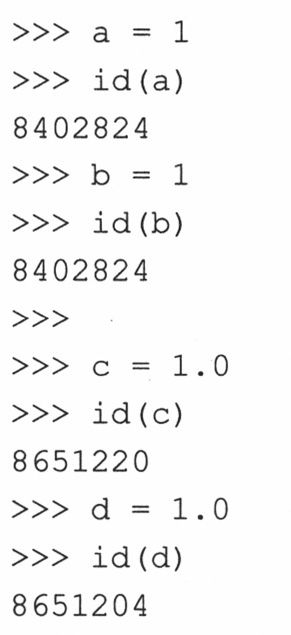 >>> a = 1
>>> id(a)
8402824
>>> b = 1
>>> id(b)
8402824
>>>
>>> c = 1.0
>>> id(c)
8651220
>>> d = 1.0
>>> id(d)
8651204